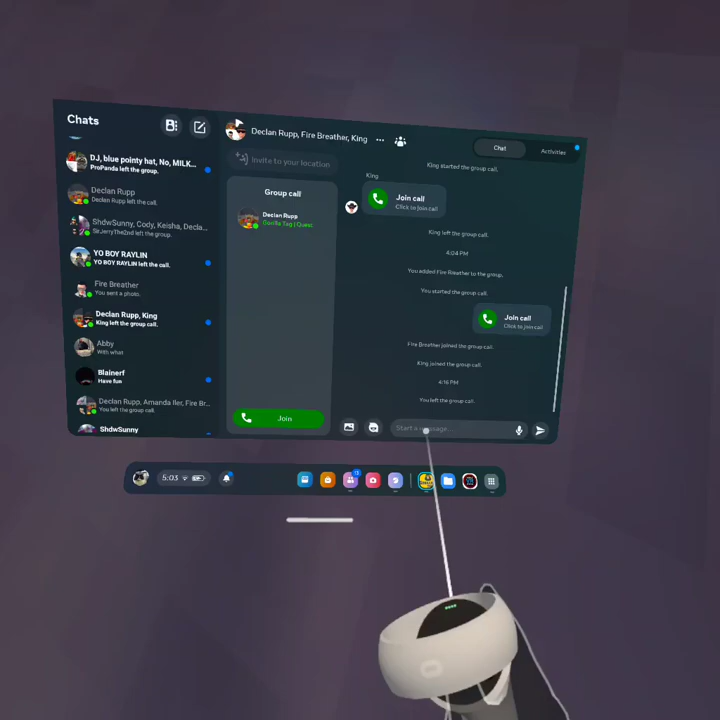 Chats
DJ, blue pointy hat, No, MILK...
ProPanda left the group.
Declan Rupp
Declan Rupp left the call.
ShdwSunny, Cody, Keisha, Decla...
SirJerryThe2nd left the group.
YO BOY RAYLIN
YO BOY RAYLIN left the call.
Fire Breather
You sent a photo.
Declan Rupp, King
King left the group call.
Abby
With what
Blainerf
Have fun
Declan Rupp, Amanda Iler, Fire Br...
You left the group call.
ShdwSunny
Declan Rupp, Fire Breather, King
Invite to your location
Group call
Declan Rupp
Gorilla Tag | Quest
Join
Chat
Activities
King started the group call.
King
Join call
Click to join call
King left the group call.
4:04 PM
You added Fire Breather to the group.
You started the group call.
Join call
Click to join call
Fire Breather joined the group call.
King joined the group call.
4:16 PM
You left the group call.
Start a message...
5:03